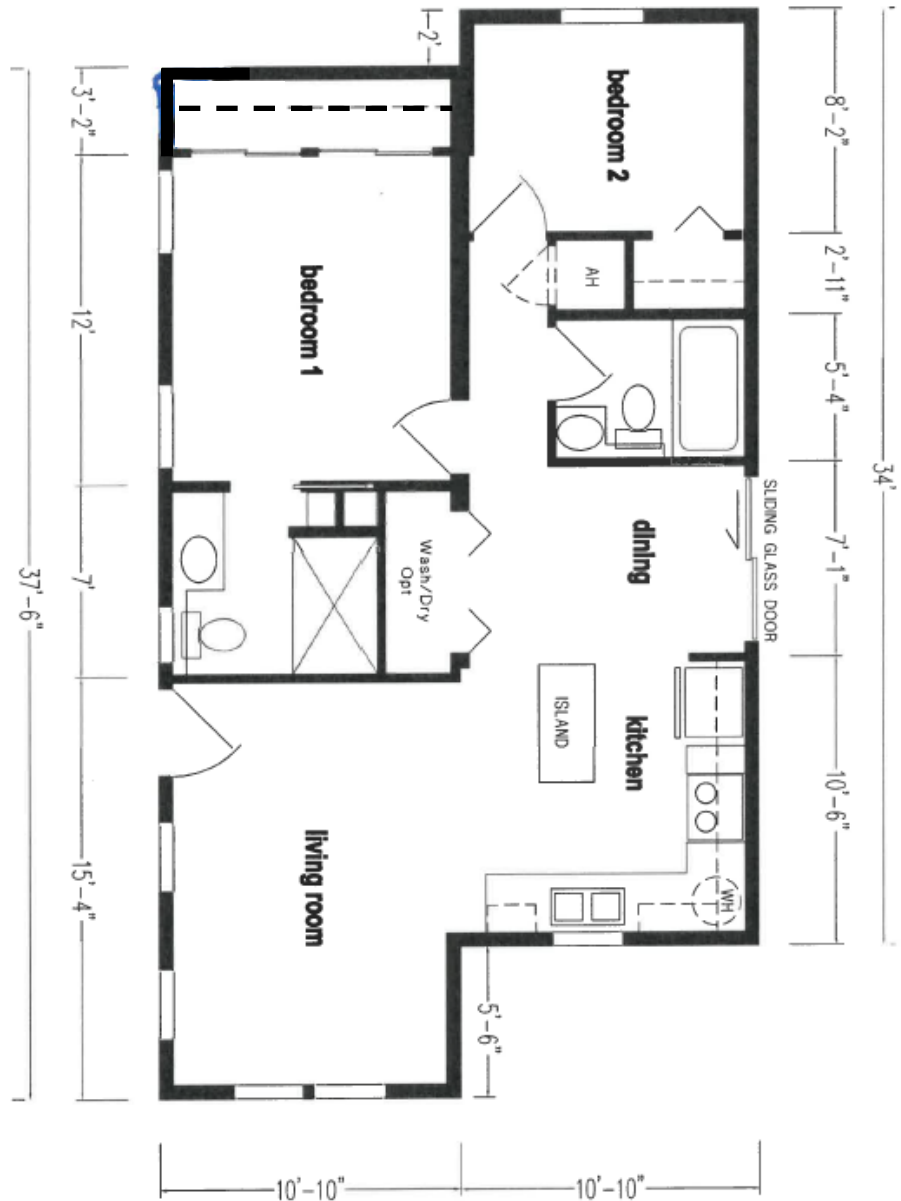 2'
bedroom 2
8'-2"
34'
3'-2"
2'-11"
AH
bedroom 1
12'
5'-4"
SLIDING GLASS DOOR
dining
7'-1"
Wash/Dry
Opt
37'-6"
7'
ISLAND
kitchen
10'-6"
living room
15'-4"
WH
5'-6"
10'-10"
10'-10"